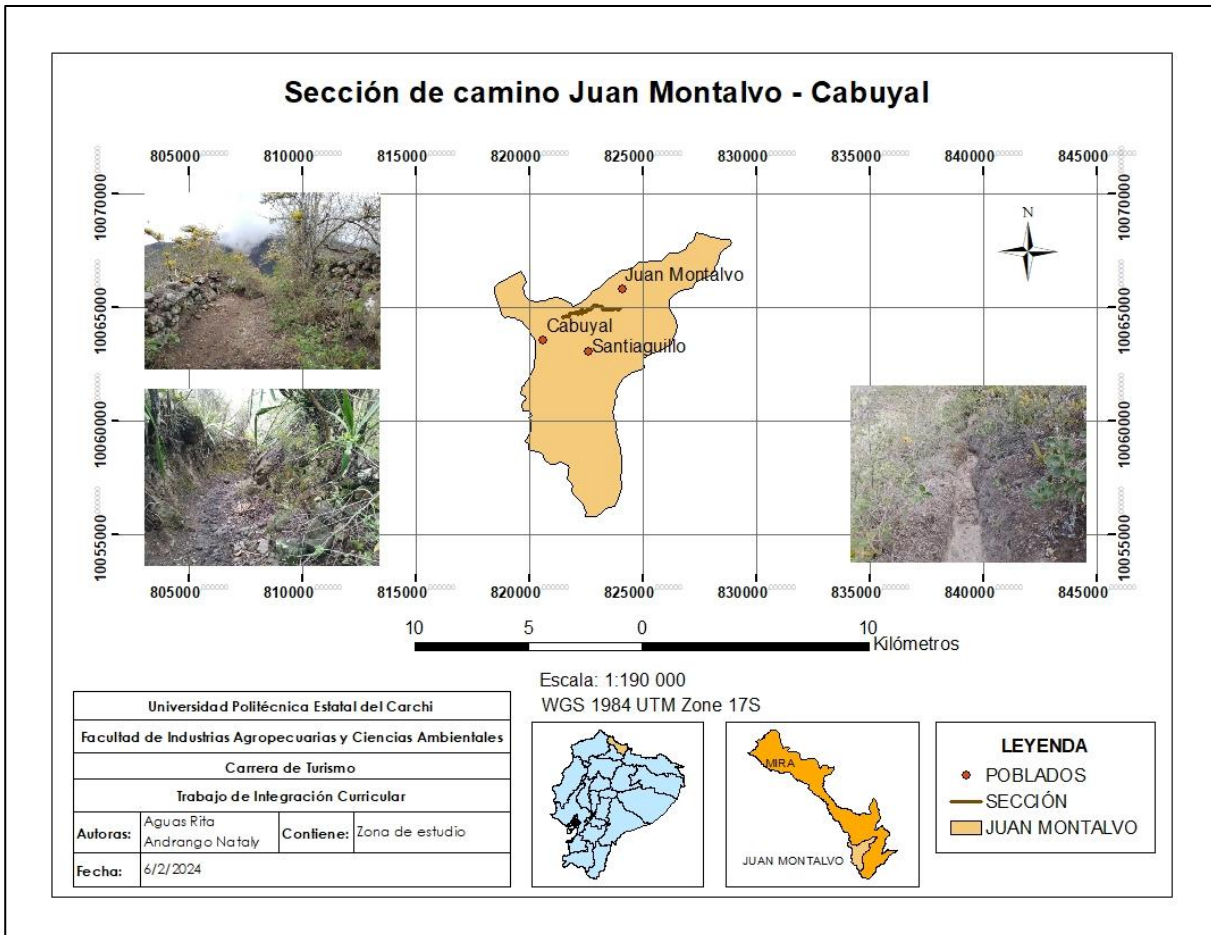 Sección de camino Juan Montalvo - Cabuyal
805000 810000 815000 820000 825000 830000 835000 840000 845000
10070000 10070000
N
Juan Montalvo
10065000 10065000
Cabuyal
Santiaguillo
10060000 10060000
10055000 10055000
805000 810000 815000 820000 825000 830000 835000 840000 845000
10 5 0 10
Kilómetros
Escala: 1:190 000
WGS 1984 UTM Zone 17S
Universidad Politécnica Estatal del Carchi
Facultad de Industrias Agropecuarias y Ciencias Ambientales
Carrera de Turismo
Trabajo de Integración Curricular
Autoras: Aguas Rita
Andrango Nataly
Contiene: Zona de estudio
Fecha: 6/2/2024
MIRA
JUAN MONTALVO
LEYENDA
POBLADOS
SECCIÓN
JUAN MONTALVO